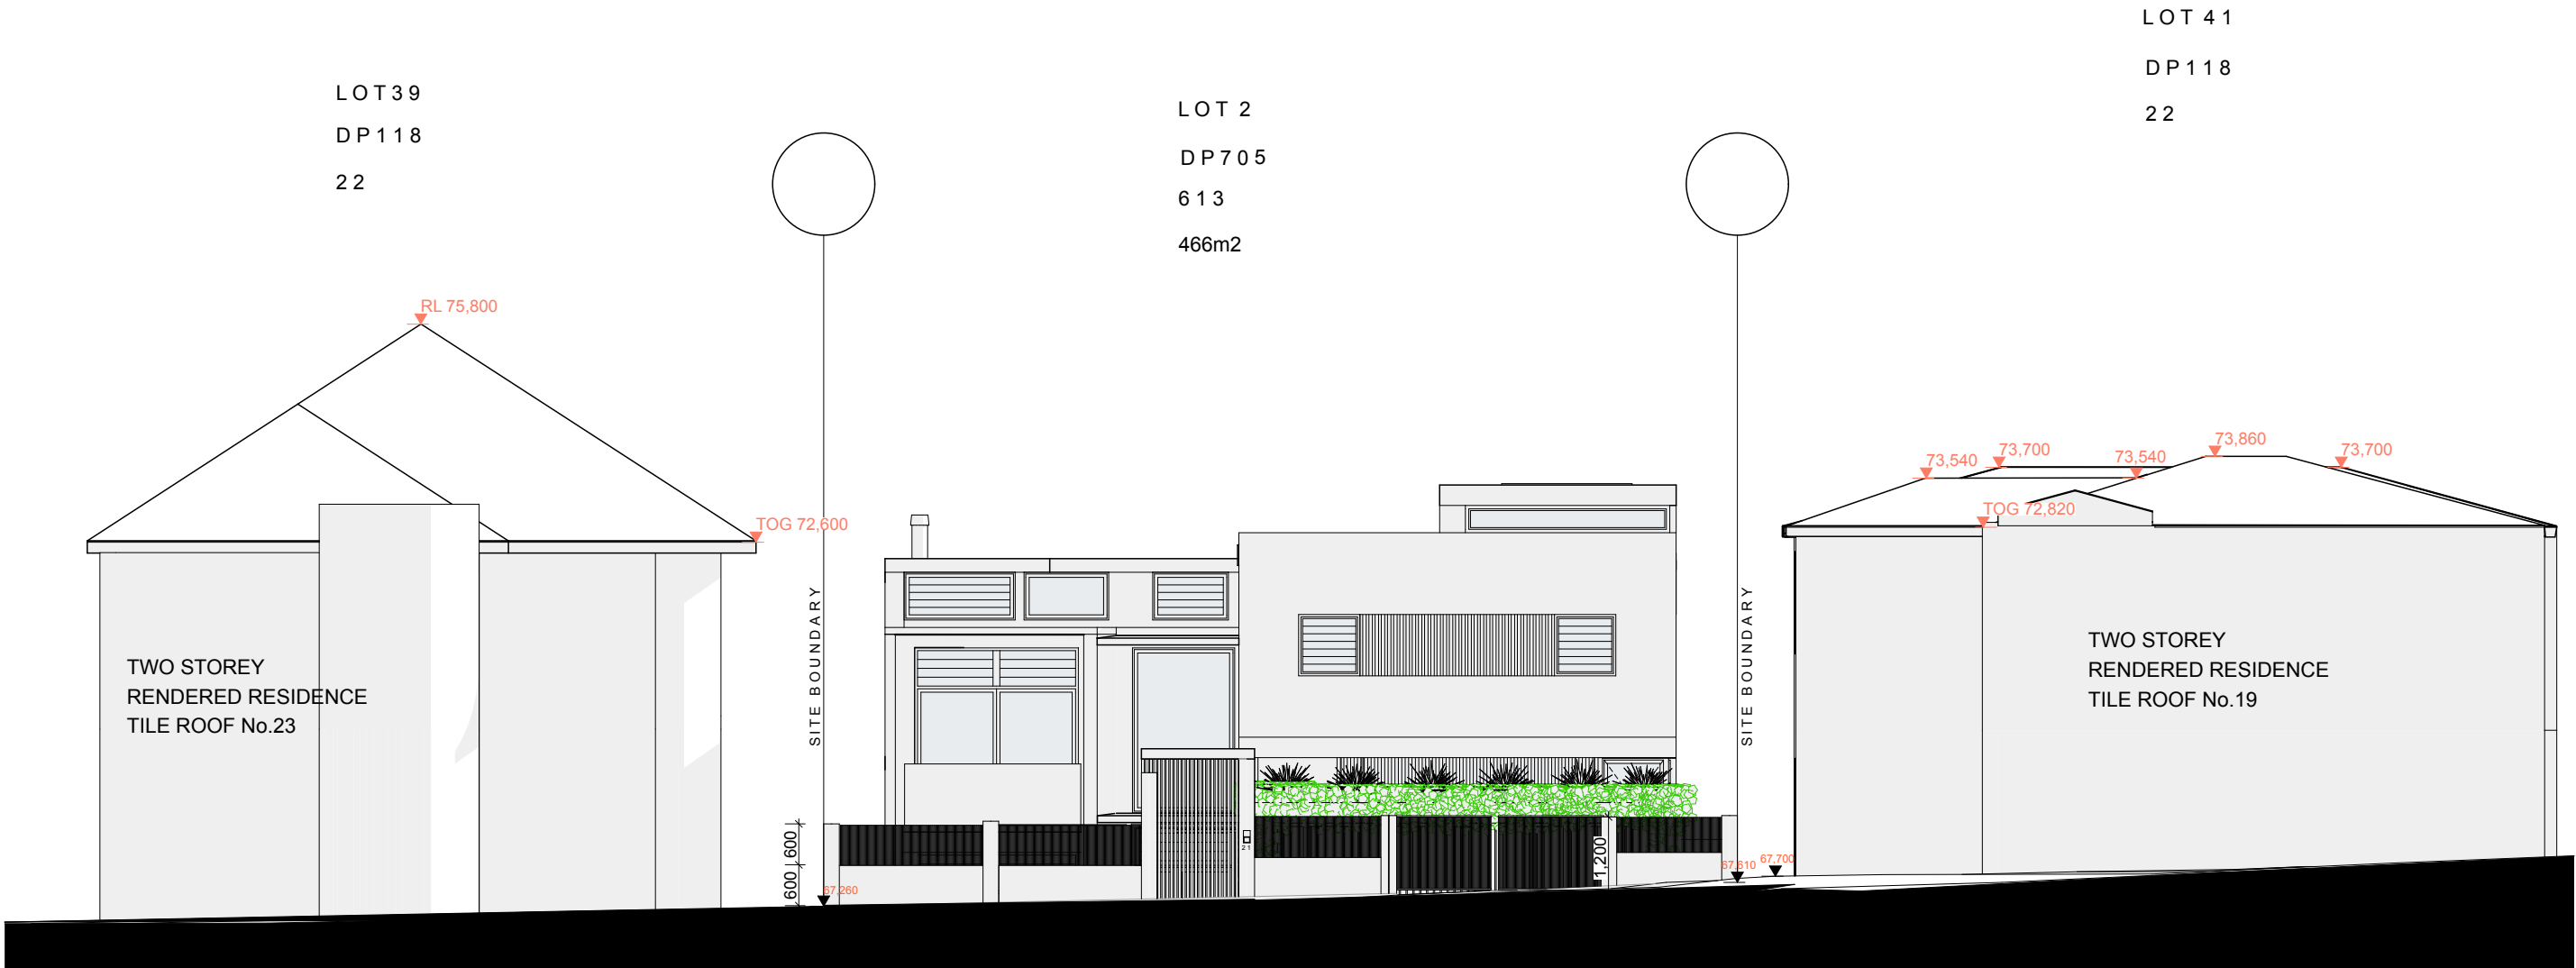 LOT 41
DP118
22
LOT39
DP118
22
LOT 2
DP705
613
466m2
RL 75,800
TOG 72,600
73,540
73,700
73,540
73,860
73,700
TOG 72,820
SITE BOUNDARY
SITE BOUNDARY
TWO STOREY
RENDERED RESIDENCE
TILE ROOF No.23
TWO STOREY
RENDERED RESIDENCE
TILE ROOF No.19
600
600
67,260
21
1,200
67,610
67,700